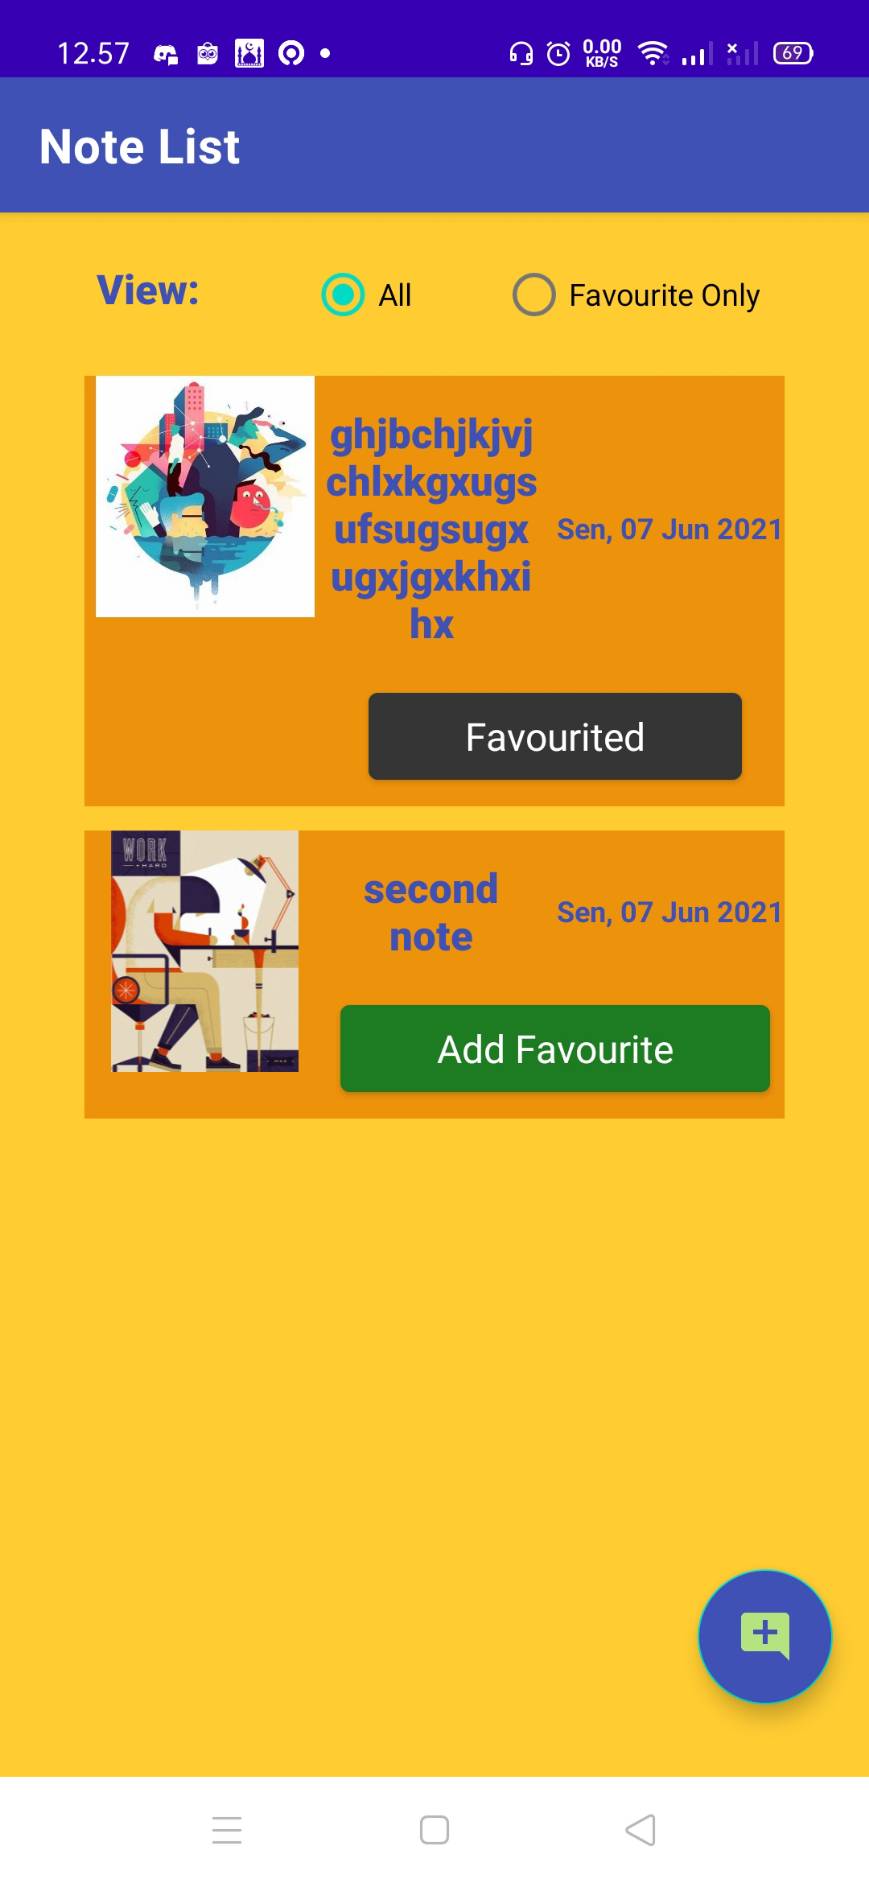 12.57
0.00
KB/S
69
Note List
View:
All
Favourite Only
ghjbchjkjvj
chlxkgxugs
ufsugsugx
ugxjgxkhxi
hx
Sen, 07 Jun 2021
Favourited
WORK
HARD
second
note
Sen, 07 Jun 2021
Add Favourite